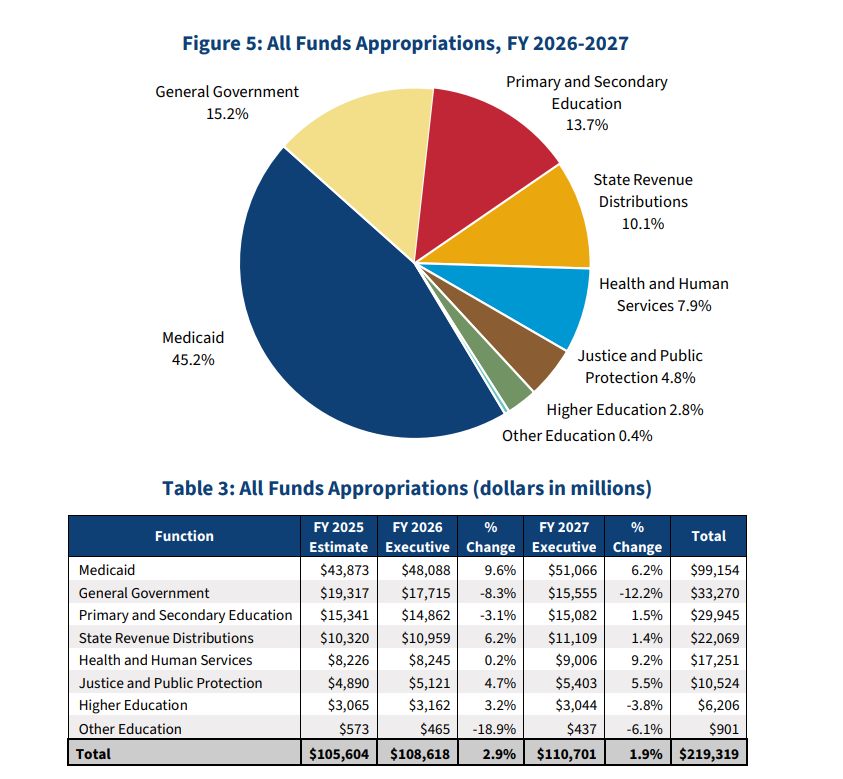 Figure 5: All Funds Appropriations, FY 2026-2027
General Government
15.2%
Primary and Secondary
Education
13.7%
State Revenue
Distributions
10.1%
Health and Human
Services 7.9%
Medicaid
45.2%
Justice and Public
Protection 4.8%
Higher Education 2.8%
Other Education 0.4%
Table 3: All Funds Appropriations (dollars in millions)
Function FY 2025 Estimate FY 2026 Executive % Change FY 2027 Executive % Change Total
Medicaid $43,873 $48,088 9.6% $51,066 6.2% $99,154
General Government $19,317 $17,715 -8.3% $15,555 -12.2% $33,270
Primary and Secondary Education $15,341 $14,862 -3.1% $15,082 1.5% $29,945
State Revenue Distributions $10,320 $10,959 6.2% $11,109 1.4% $22,069
Health and Human Services $8,226 $8,245 0.2% $9,006 9.2% $17,251
Justice and Public Protection $4,890 $5,121 4.7% $5,403 5.5% $10,524
Higher Education $3,065 $3,162 3.2% $3,044 -3.8% $6,206
Other Education $573 $465 -18.9% $437 -6.1% $901
Total $105,604 $108,618 2.9% $110,701 1.9% $219,319